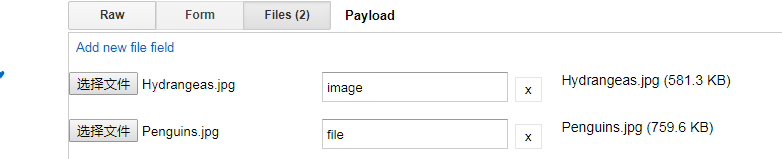 Raw Form Files (2) Payload
Add new file field
选择文件 Hydrangeas.jpg image x Hydrangeas.jpg (581.3 KB)
选择文件 Penguins.jpg file x Penguins.jpg (759.6 KB)